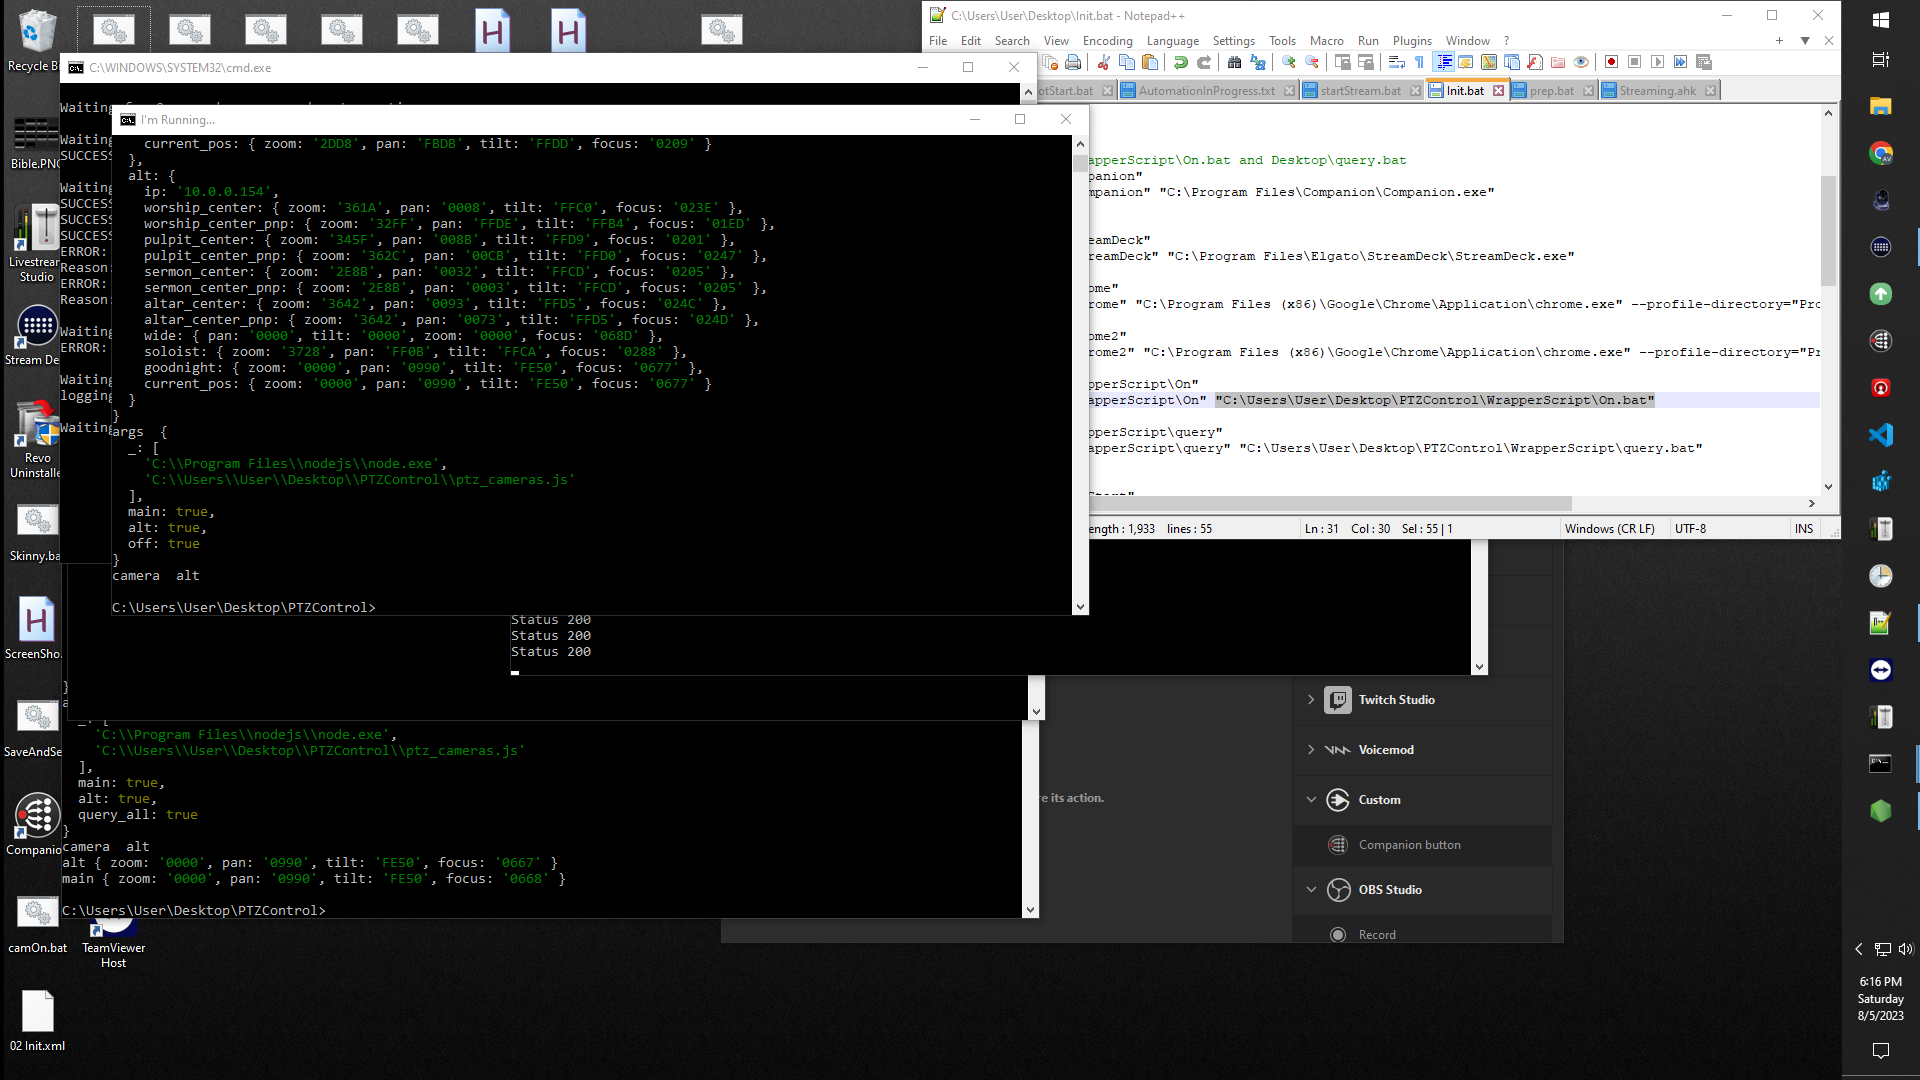 C:\Users\User\Desktop\Init.bat - Notepad++
File Edit Search View Encoding Language Settings Tools Macro Run Plugins Window ?
otStart.bat AutomationInProgress.txt startStream.bat Init.bat prep.bat Streaming.ahk
apperScript\On.bat and Desktop\query.bat
panion"
mpanion" "C:\Program Files\Companion\Companion.exe"
reamDeck"
reamDeck" "C:\Program Files\Elgato\StreamDeck\StreamDeck.exe"
ome"
rome" "C:\Program Files (x86)\Google\Chrome\Application\chrome.exe" --profile-directory="Pro
ome2"
rome2" "C:\Program Files (x86)\Google\Chrome\Application\chrome.exe" --profile-directory="Pr
pperScript\On"
apperScript\On" "C:\Users\User\Desktop\PTZControl\WrapperScript\On.bat"
pperScript\query"
apperScript\query" "C:\Users\User\Desktop\PTZControl\WrapperScript\query.bat"
ength : 1,933 lines : 55
Ln : 31 Col : 30 Sel : 55 | 1
Windows (CR LF)
UTF-8
INS
C:\WINDOWS\SYSTEM32\cmd.exe
Waiting
Waiting
SUCCESS
Waiting
SUCCESS
SUCCESS
SUCCESS
ERROR:
Reason:
ERROR:
Reason:
Waiting
ERROR:
Waiting
logging
Waiting
I'm Running...
current_pos: { zoom: '2DD8', pan: 'FBDB', tilt: 'FFDD', focus: '0209' }
},
alt: {
ip: '10.0.0.154',
worship_center: { zoom: '361A', pan: '0008', tilt: 'FFC0', focus: '023E' },
worship_center_pnp: { zoom: '32FF', pan: 'FFDE', tilt: 'FFB4', focus: '01ED' },
pulpit_center: { zoom: '345F', pan: '008B', tilt: 'FFD9', focus: '0201' },
pulpit_center_pnp: { zoom: '362C', pan: '00CB', tilt: 'FFD0', focus: '0247' },
sermon_center: { zoom: '2E8B', pan: '0032', tilt: 'FFCD', focus: '0205' },
sermon_center_pnp: { zoom: '2E8B', pan: '0003', tilt: 'FFCD', focus: '0205' },
altar_center: { zoom: '3642', pan: '0093', tilt: 'FFD5', focus: '024C' },
altar_center_pnp: { zoom: '3642', pan: '0073', tilt: 'FFD5', focus: '024D' },
wide: { pan: '0000', tilt: '0000', zoom: '0000', focus: '068D' },
soloist: { zoom: '3728', pan: 'FF0B', tilt: 'FFCA', focus: '0288' },
goodnight: { zoom: '0000', pan: '0990', tilt: 'FE50', focus: '0677' },
current_pos: { zoom: '0000', pan: '0990', tilt: 'FE50', focus: '0677' }
}
}
args {
_: [
'C:\\Program Files\\nodejs\\node.exe',
'C:\\Users\\User\\Desktop\\PTZControl\\ptz_cameras.js'
],
main: true,
alt: true,
off: true
}
camera alt
C:\Users\User\Desktop\PTZControl>
Status 200
Status 200
Status 200
_: [
'C:\\Program Files\\nodejs\\node.exe',
'C:\\Users\\User\\Desktop\\PTZControl\\ptz_cameras.js'
],
main: true,
alt: true,
query_all: true
}
camera alt
alt { zoom: '0000', pan: '0990', tilt: 'FE50', focus: '0667' }
main { zoom: '0000', pan: '0990', tilt: 'FE50', focus: '0668' }
C:\Users\User\Desktop\PTZControl>
re its action.
Twitch Studio
Voicemod
Custom
Companion button
OBS Studio
Record
Recycle Bi
Bible.PNG
Livestream
Studio
Stream De
Revo
Uninstalle
Skinny.ba
ScreenSho
SaveAndSe
Companio
camOn.bat
TeamViewer
Host
02 Init.xml
6:16 PM
Saturday
8/5/2023